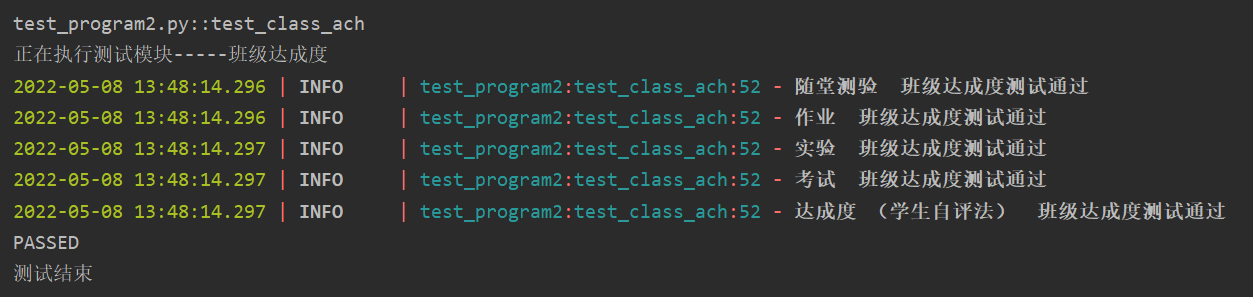 test_program2.py::test_class_ach
正在执行测试模块-----班级达成度
2022-05-08 13:48:14.296 | INFO     | test_program2:test_class_ach:52 - 随堂测验  班级达成度测试通过
2022-05-08 13:48:14.296 | INFO     | test_program2:test_class_ach:52 - 作业  班级达成度测试通过
2022-05-08 13:48:14.297 | INFO     | test_program2:test_class_ach:52 - 实验  班级达成度测试通过
2022-05-08 13:48:14.297 | INFO     | test_program2:test_class_ach:52 - 考试  班级达成度测试通过
2022-05-08 13:48:14.297 | INFO     | test_program2:test_class_ach:52 - 达成度 （学生自评法）  班级达成度测试通过
PASSED
测试结束